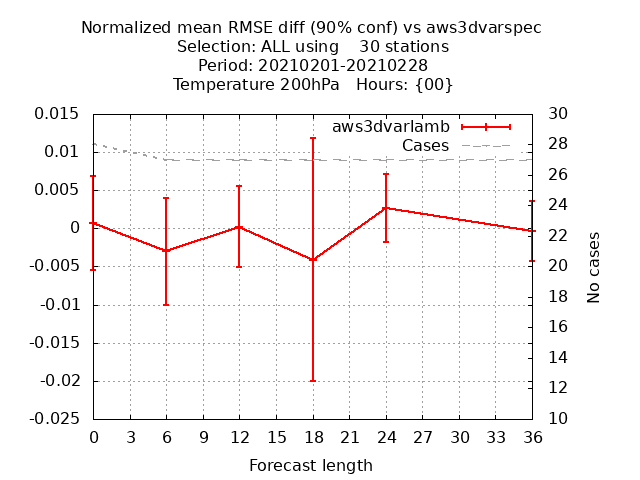 Normalized mean RMSE diff (90% conf) vs aws3dvarspec
Selection: ALL using    30 stations
Period: 20210201-20210228
Temperature 200hPa   Hours: {00}
aws3dvarlamb
Cases
0.015
0.01
0.005
0
-0.005
-0.01
-0.015
-0.02
-0.025
30
28
26
24
22
20
18
16
14
12
10
No cases
0 3 6 9 12 15 18 21 24 27 30 33 36
Forecast length